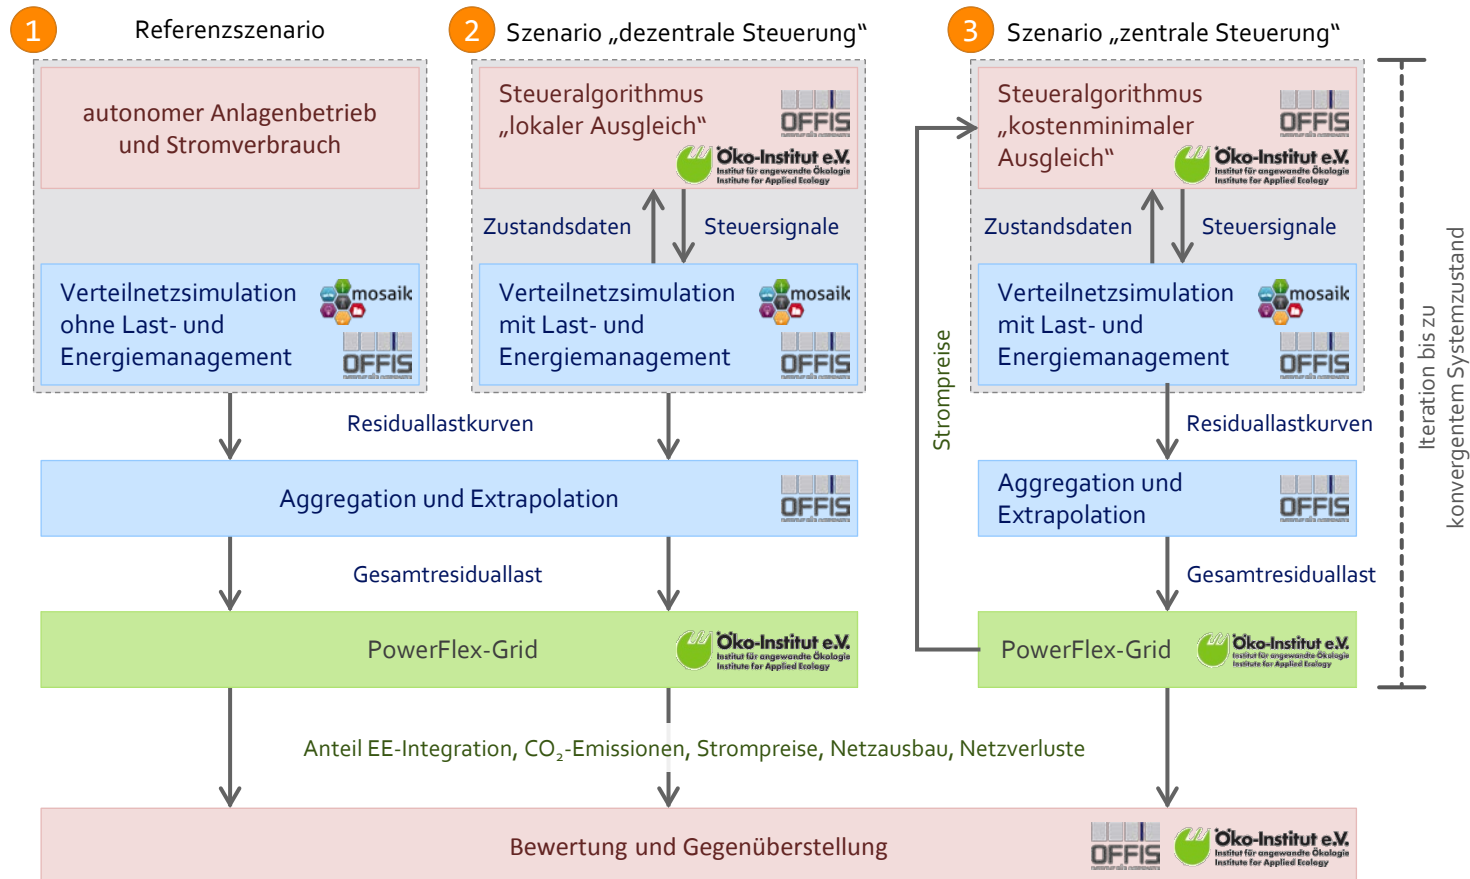 1
Referenzszenario
autonomer Anlagenbetrieb
und Stromverbrauch
Verteilnetzsimulation
ohne Last- und
Energiemanagement
mosaik
OFFIS
2
Szenario „dezentrale Steuerung“
Steueralgorithmus
„lokaler Ausgleich“
OFFIS
Öko-Institut e.V.
Institut für angewandte Ökologie
Institute for Applied Ecology
Zustandsdaten
Steuersignale
Verteilnetzsimulation
mit Last- und
Energiemanagement
mosaik
OFFIS
3
Szenario „zentrale Steuerung“
Steueralgorithmus
„kostenminimaler
Ausgleich“
OFFIS
Öko-Institut e.V.
Institut für angewandte Ökologie
Institute for Applied Ecology
Zustandsdaten
Steuersignale
Verteilnetzsimulation
mit Last- und
Energiemanagement
mosaik
OFFIS
Strompreise
Iteration bis zu
konvergentem Systemzustand
Residuallastkurven
Residuallastkurven
Aggregation und Extrapolation
OFFIS
Aggregation und
Extrapolation
OFFIS
Gesamtresiduallast
Gesamtresiduallast
PowerFlex-Grid
Öko-Institut e.V.
Institut für angewandte Ökologie
Institute for Applied Ecology
PowerFlex-Grid
Öko-Institut e.V.
Institut für angewandte Ökologie
Institute for Applied Ecology
Anteil EE-Integration, CO₂-Emissionen, Strompreise, Netzausbau, Netzverluste
Bewertung und Gegenüberstellung
OFFIS
Öko-Institut e.V.
Institut für angewandte Ökologie
Institute for Applied Ecology